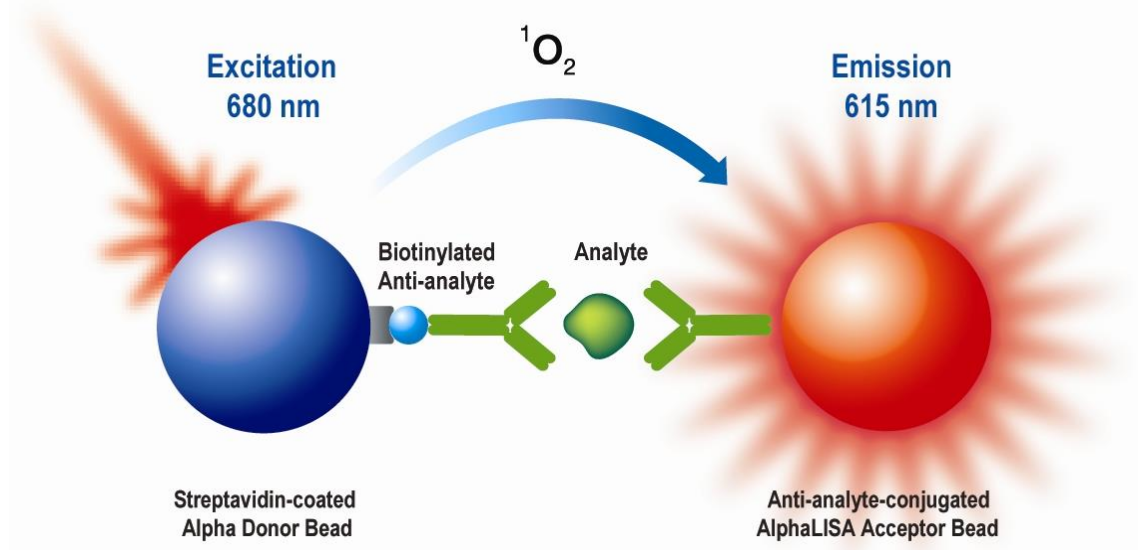 Excitation
680 nm
¹O₂
Emission
615 nm
Biotinylated
Anti-analyte
Analyte
Streptavidin-coated
Alpha Donor Bead
Anti-analyte-conjugated
AlphaLISA Acceptor Bead